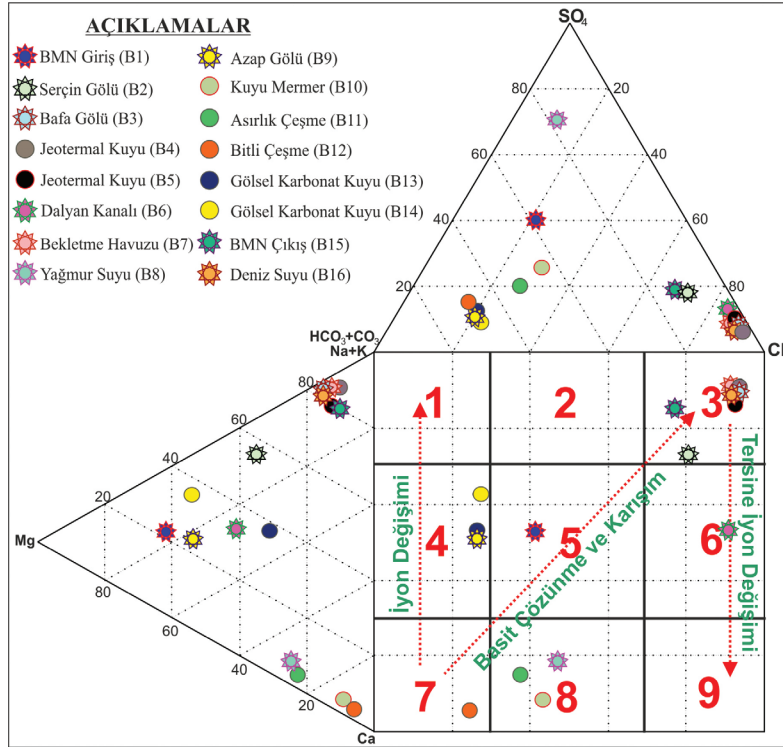 AÇIKLAMALAR
BMN Giriş (B1)
Serçin Gölü (B2)
Bafa Gölü (B3)
Jeotermal Kuyu (B4)
Jeotermal Kuyu (B5)
Dalyan Kanalı (B6)
Bekletme Havuzu (B7)
Yağmur Suyu (B8)
Azap Gölü (B9)
Kuyu Mermer (B10)
Asırlık Çeşme (B11)
Bitli Çeşme (B12)
Gölsel Karbonat Kuyu (B13)
Gölsel Karbonat Kuyu (B14)
BMN Çıkış (B15)
Deniz Suyu (B16)
SO4
80 20
60 40
40 60
20 80
HCO3+CO3
Na+K
Cl
80
60
40
20
Mg
80
60
40
20
Ca
1 2 3
4 5 6
7 8 9
İyon Değişimi
Basit Çözünme ve Karışım
Tersine İyon Değişimi